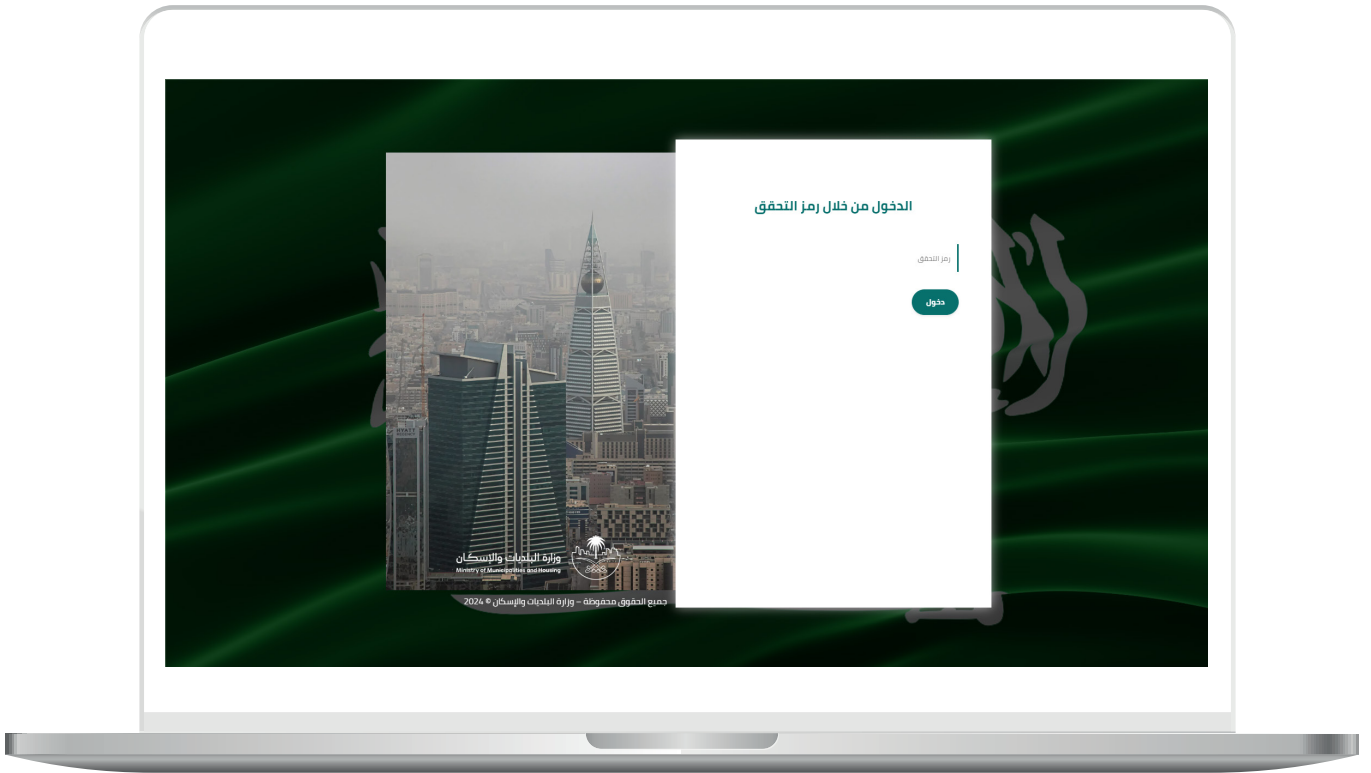 الدخول من خلال رمز التحقق
رمز التحقق
دخول
وزارة البلديات والإسكان
Ministry of Municipalities and Housing
جميع الحقوق محفوظة – وزارة البلديات والإسكان © 2024